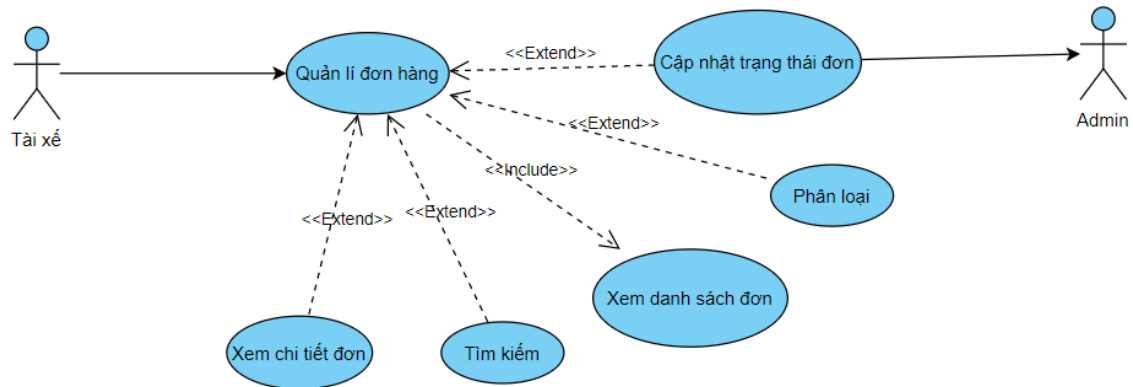 <<Extend>>
Quản lí đơn hàng
Cập nhật trạng thái đơn
Tài xế
Admin
<<Extend>>
<<Include>>
Phân loại
<<Extend>>
<<Extend>>
Xem danh sách đơn
Xem chi tiết đơn
Tìm kiếm